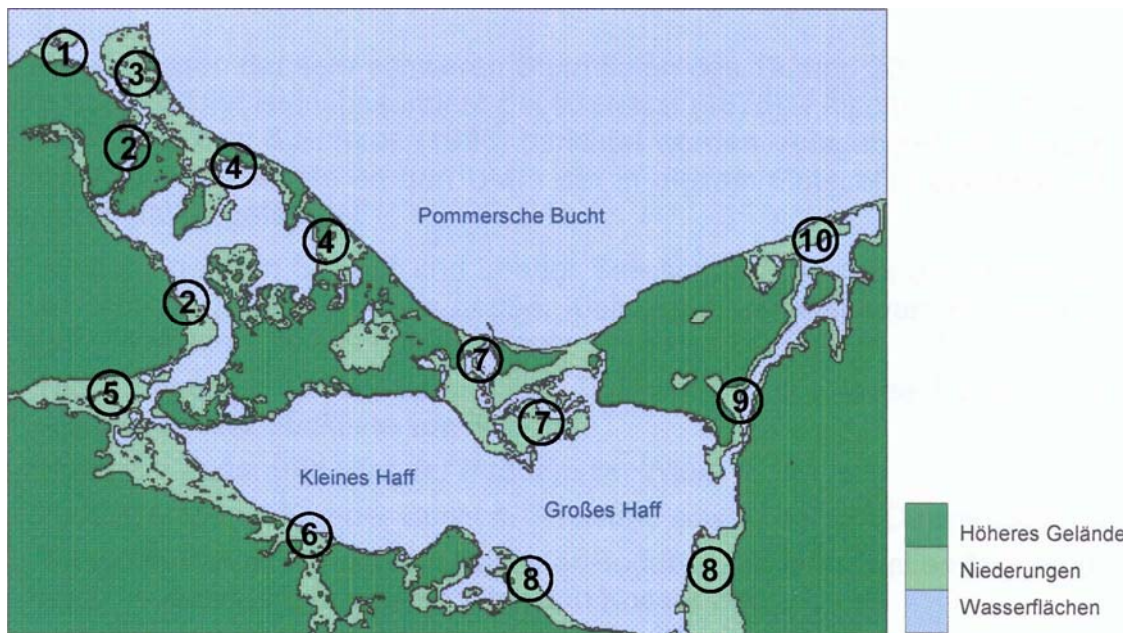 1
3
2
4
Pommersche Bucht
4
10
2
7
5
9
7
Kleines Haff
Großes Haff
6
8
8
Höheres Gelände
Niederungen
Wasserflächen